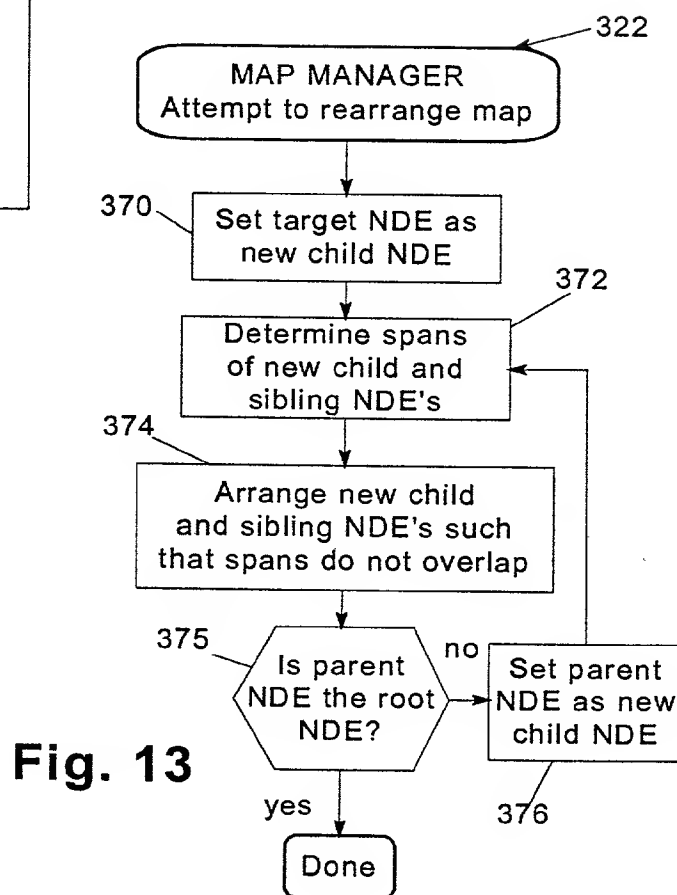 322
MAP MANAGER
Attempt to rearrange map
370
Set target NDE as
new child NDE
372
Determine spans
of new child and
sibling NDE's
374
Arrange new child
and sibling NDE's such
that spans do not overlap
375
Is parent
NDE the root
NDE?
no
Set parent
NDE as new
child NDE
376
Fig. 13
yes
Done